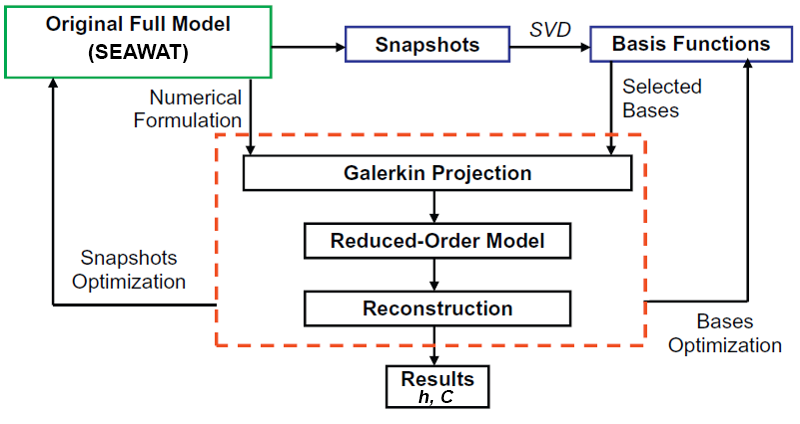 Original Full Model
(SEAWAT)
Snapshots
SVD
Basis Functions
Numerical
Formulation
Selected
Bases
Galerkin Projection
Reduced-Order Model
Snapshots
Optimization
Reconstruction
Bases
Optimization
Results
h, C